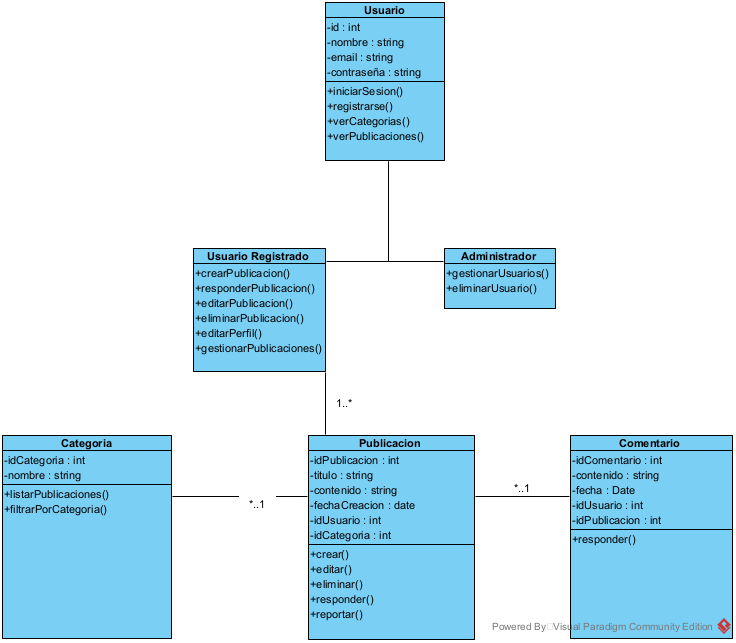 Usuario
-id : int
-nombre : string
-email : string
-contraseña : string
+iniciarSesion()
+registrarse()
+verCategorias()
+verPublicaciones()
Usuario Registrado
+crearPublicacion()
+responderPublicacion()
+editarPublicacion()
+eliminarPublicacion()
+editarPerfil()
+gestionarPublicaciones()
Administrador
+gestionarUsuarios()
+eliminarUsuario()
1..*
Categoria
-idCategoria : int
-nombre : string
+listarPublicaciones()
+filtrarPorCategoria()
*..1
Publicacion
-idPublicacion : int
-titulo : string
-contenido : string
-fechaCreacion : date
-idUsuario : int
-idCategoria : int
+crear()
+editar()
+eliminar()
+responder()
+reportar()
*..1
Comentario
-idComentario : int
-contenido : string
-fecha : Date
-idUsuario : int
-idPublicacion : int
+responder()
Powered By Visual Paradigm Community Edition